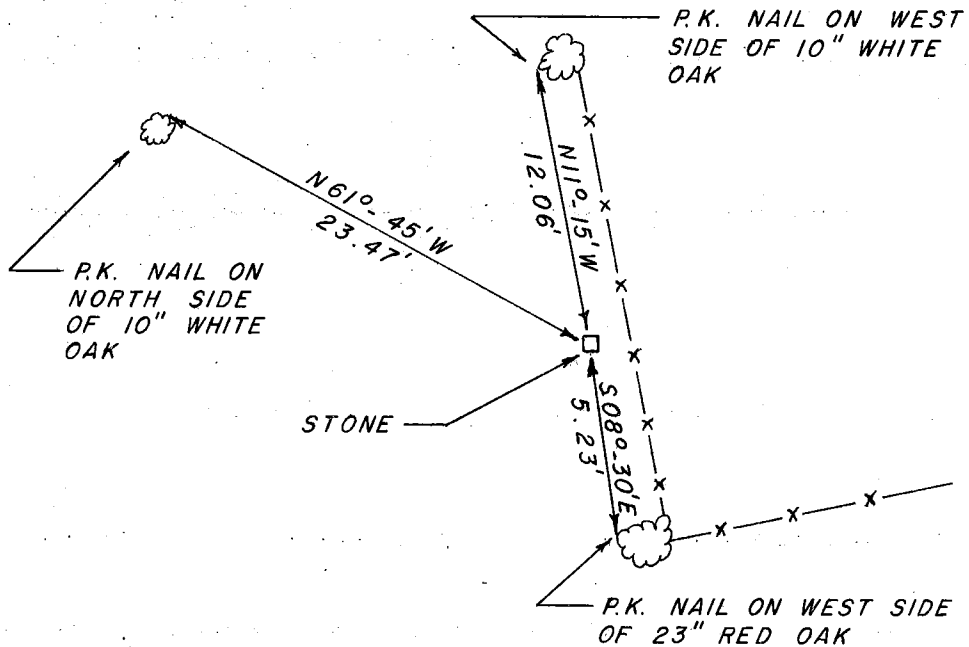 P.K. NAIL ON WEST
SIDE OF 10" WHITE
OAK
N11°-15'W
12.06'
N61°-45'W
23.47'
P.K. NAIL ON
NORTH SIDE
OF 10" WHITE
OAK
STONE
S08°-30'E
5.23'
P.K. NAIL ON WEST SIDE
OF 23" RED OAK